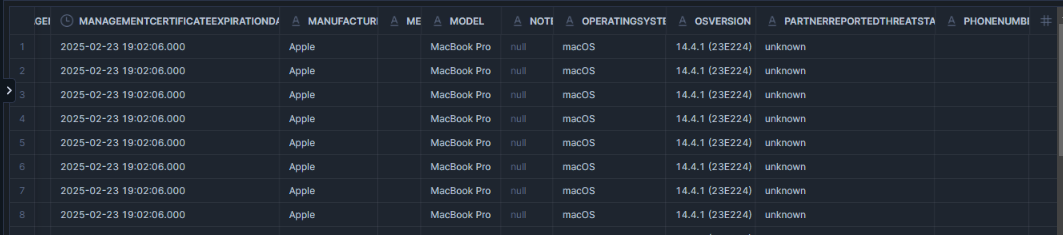 GEI MANAGEMENTCERTIFICATEEXPIRATIONDA MANUFACTURI ME MODEL NOTE OPERATINGSYSTE OSVERSION PARTNERREPORTEDTHREATSTA PHONENUMBE
1 2025-02-23 19:02:06.000 Apple MacBook Pro null macOS 14.4.1 (23E224) unknown
2 2025-02-23 19:02:06.000 Apple MacBook Pro null macOS 14.4.1 (23E224) unknown
3 2025-02-23 19:02:06.000 Apple MacBook Pro null macOS 14.4.1 (23E224) unknown
4 2025-02-23 19:02:06.000 Apple MacBook Pro null macOS 14.4.1 (23E224) unknown
5 2025-02-23 19:02:06.000 Apple MacBook Pro null macOS 14.4.1 (23E224) unknown
6 2025-02-23 19:02:06.000 Apple MacBook Pro null macOS 14.4.1 (23E224) unknown
7 2025-02-23 19:02:06.000 Apple MacBook Pro null macOS 14.4.1 (23E224) unknown
8 2025-02-23 19:02:06.000 Apple MacBook Pro null macOS 14.4.1 (23E224) unknown